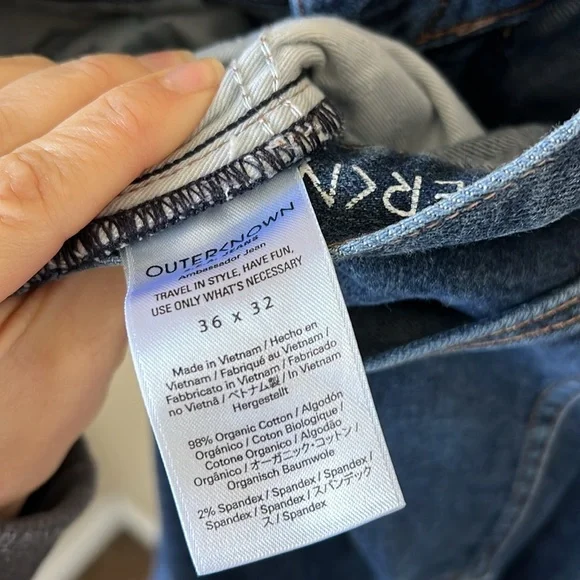 OUTERKNOWN
S.E.A. JEANS
Ambassador Jean
TRAVEL IN STYLE, HAVE FUN,
USE ONLY WHAT'S NECESSARY
36 x 32
Made in Vietnam / Hecho en
Vietnam / Fabriqué au Vietnam /
Fabbricato in Vietnam / Fabricado
no Vietnã / ベトナム製 / In Vietnam
Hergestellt
98% Organic Cotton / Algodón
Orgánico / Coton Biologique /
Cotone Organico / Algodão
Orgânico / オーガニック・コットン /
Organisch Baumwole
2% Spandex / Spandex / Spandex /
Spandex / Spandex / スパンデック
ス / Spandex
ER<N